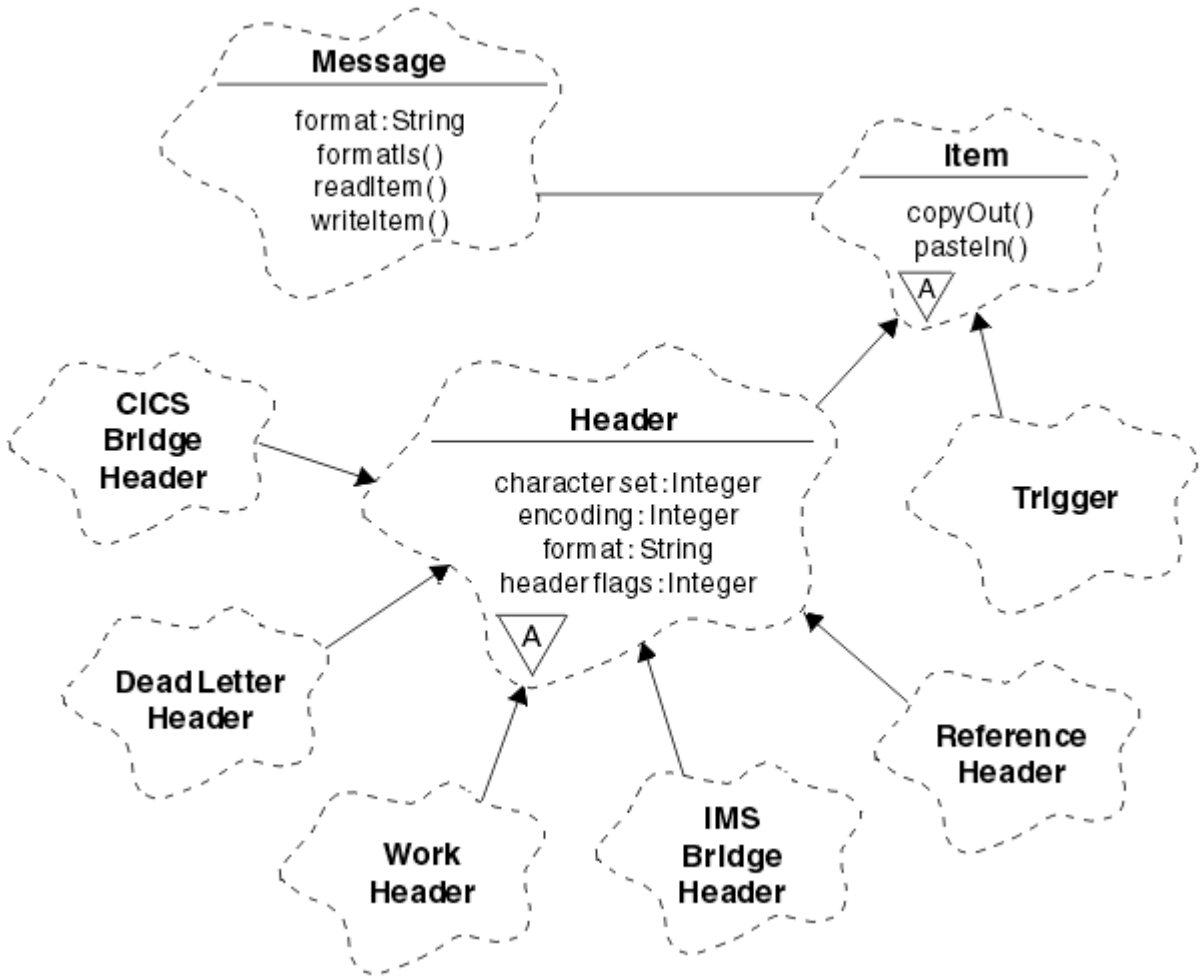 Message
format:String
formatIs()
readItem()
writeItem()
Item
copyOut()
pasteIn()
A
CICS
Bridge
Header
Header
character set:Integer
encoding:Integer
format:String
header flags:Integer
A
Trigger
Dead Letter
Header
Work
Header
IMS
Bridge
Header
Reference
Header